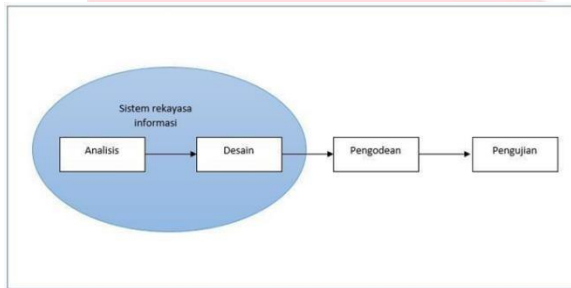 Sistem rekayasa
informasi
Analisis
Desain
Pengodean
Pengujian